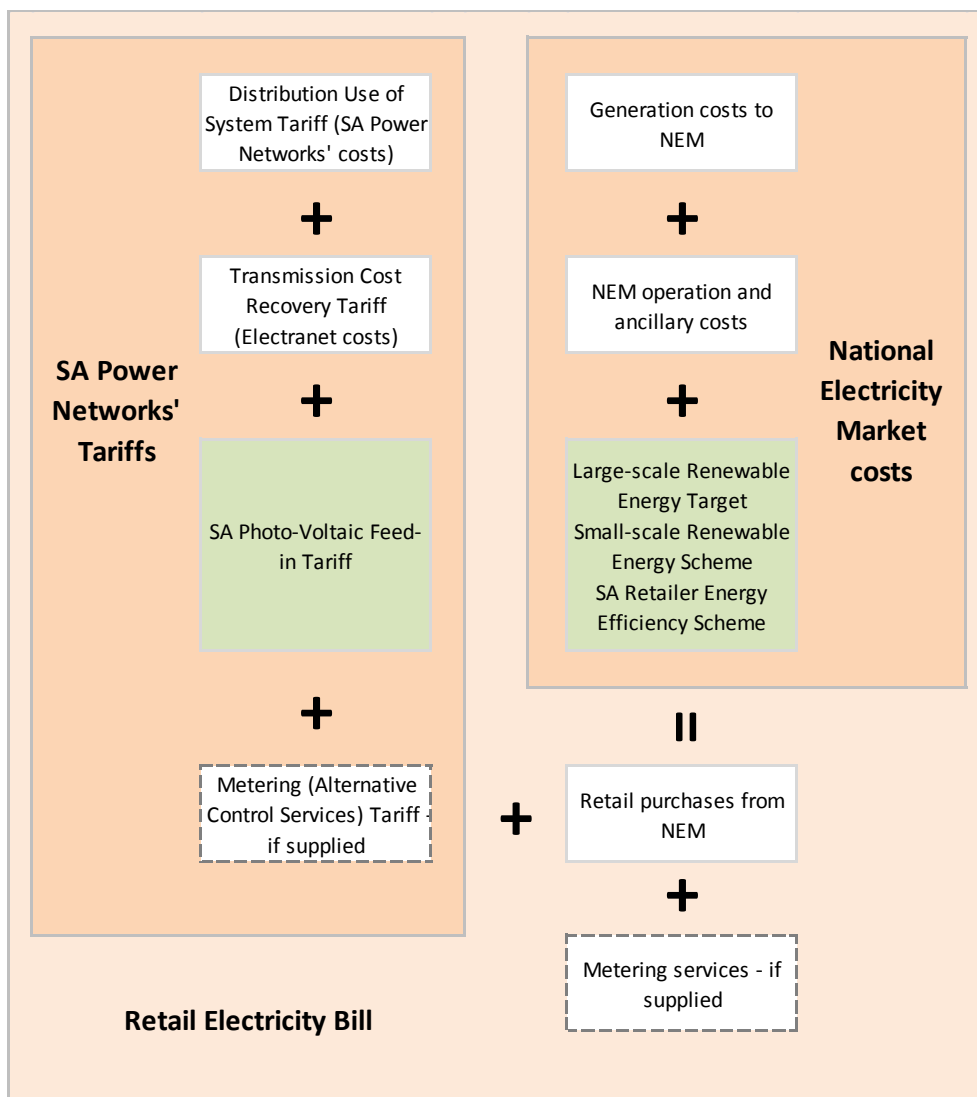 Distribution Use of
System Tariff (SA Power
Networks' costs)
+
Transmission Cost
Recovery Tariff
(Electranet costs)
+
SA Photo-Voltaic Feed-
in Tariff
+
Metering (Alternative
Control Services) Tariff -
if supplied
SA Power
Networks'
Tariffs
Generation costs to
NEM
+
NEM operation and
ancillary costs
+
Large-scale Renewable
Energy Target
Small-scale Renewable
Energy Scheme
SA Retailer Energy
Efficiency Scheme
National
Electricity
Market
costs
=
+
Retail purchases from
NEM
+
Metering services - if
supplied
Retail Electricity Bill